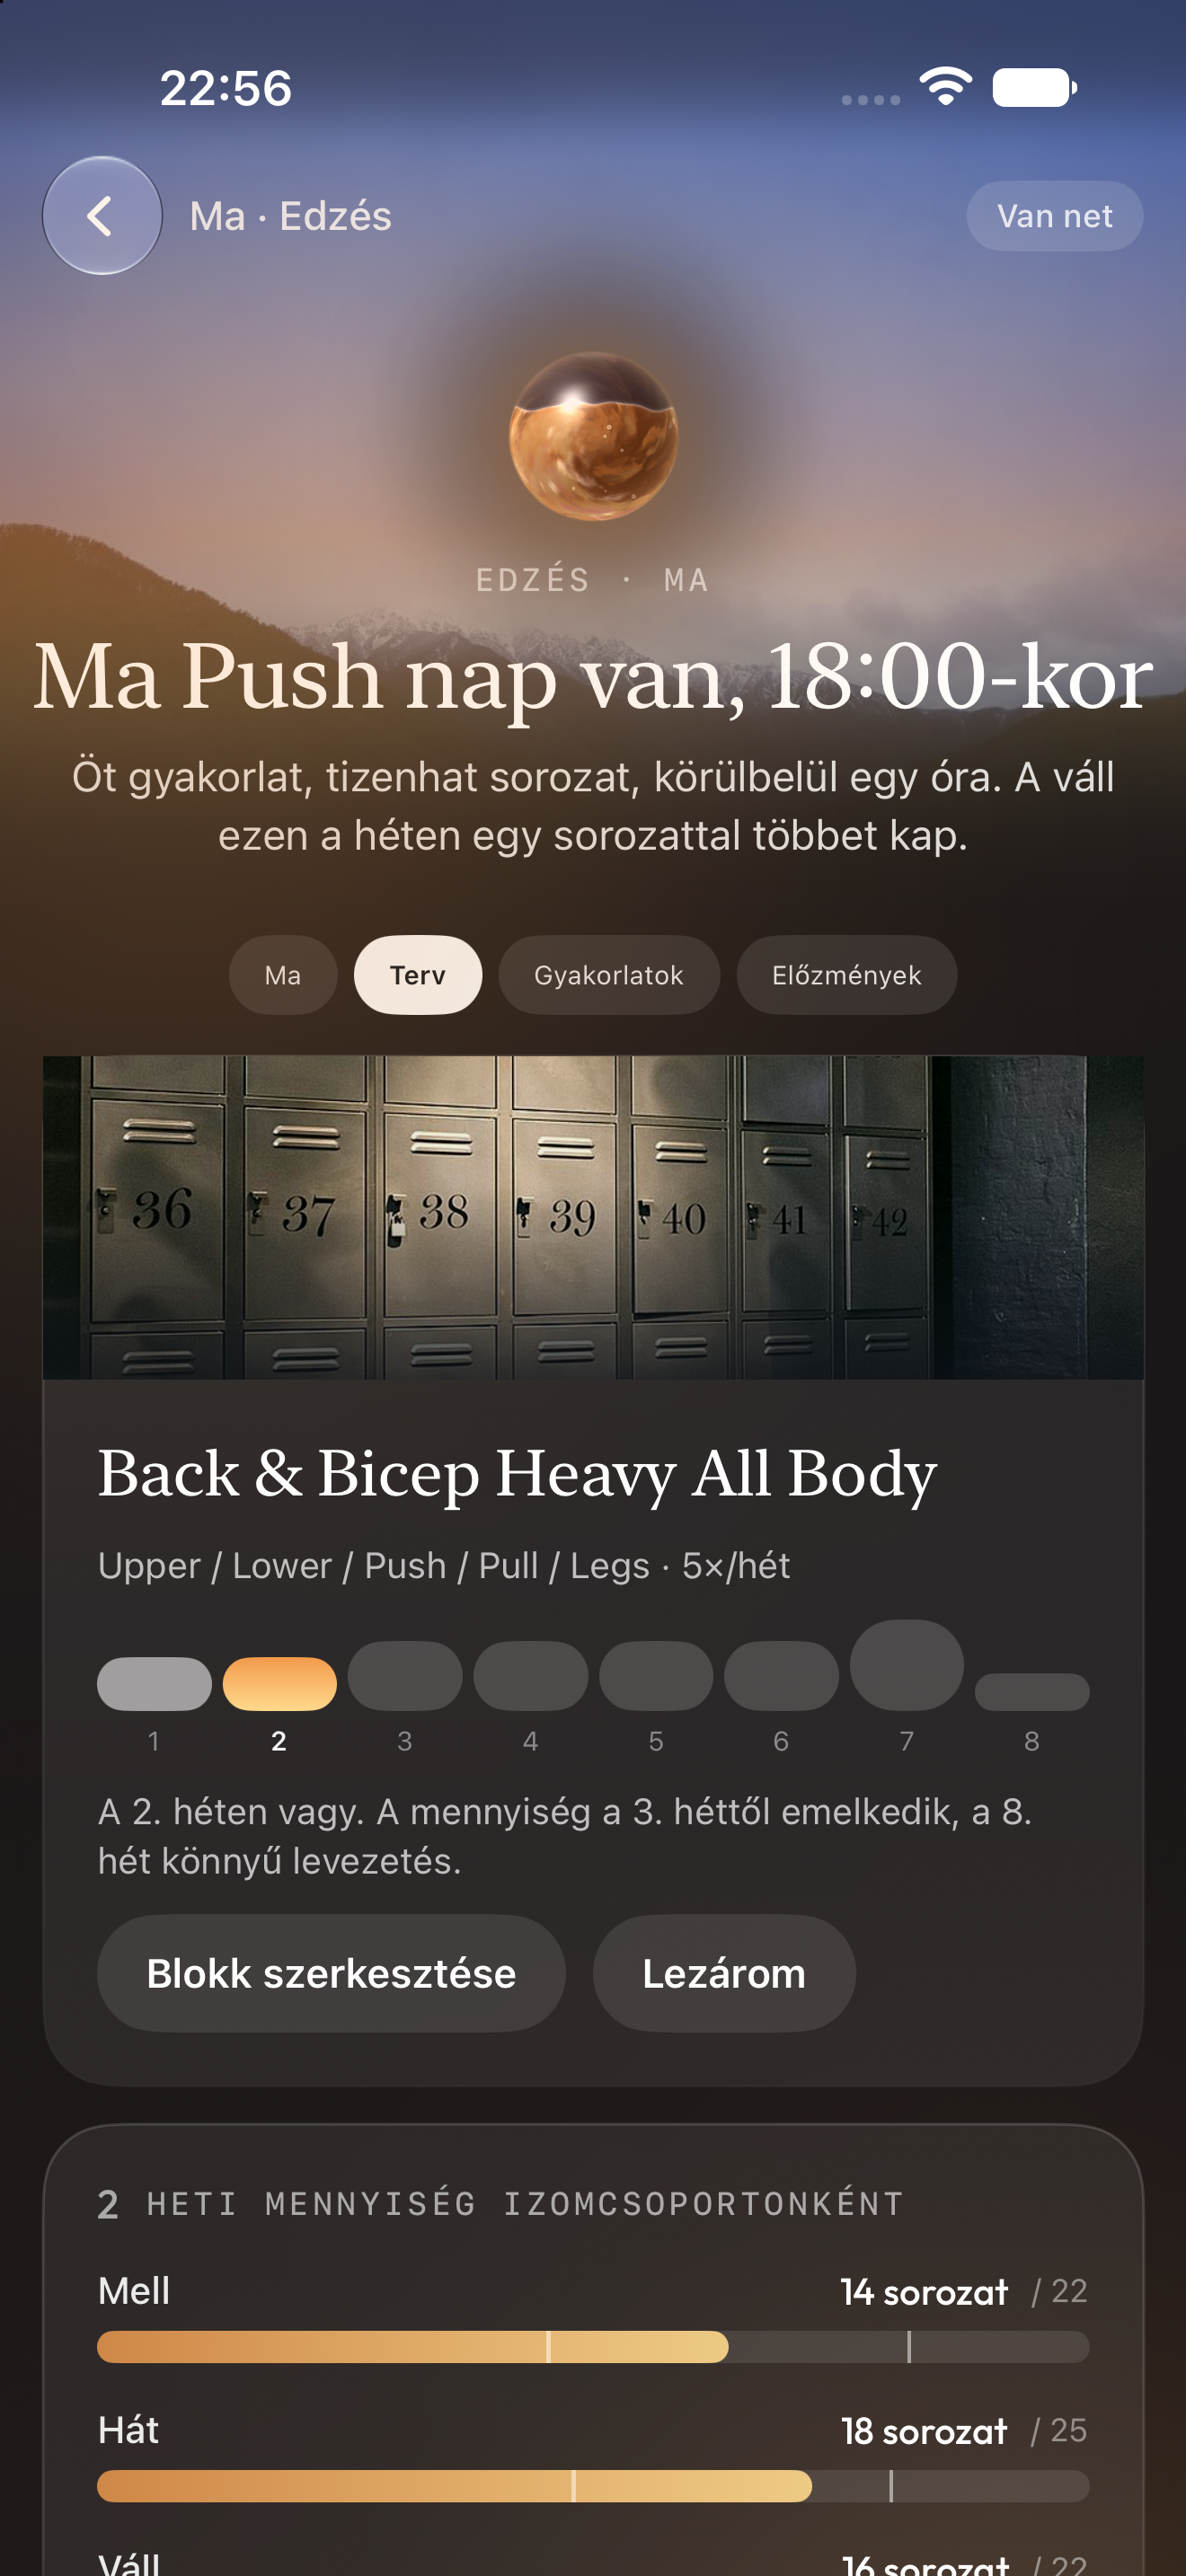 22:56
Ma · Edzés
Van net
EDZÉS · MA
Ma Push nap van, 18:00-kor
Öt gyakorlat, tizenhat sorozat, körülbelül egy óra. A váll
ezen a héten egy sorozattal többet kap.
Ma
Terv
Gyakorlatok
Előzmények
36 37 38 39 40 41 42
Back & Bicep Heavy All Body
Upper / Lower / Push / Pull / Legs · 5×/hét
1 2 3 4 5 6 7 8
A 2. héten vagy. A mennyiség a 3. héttől emelkedik, a 8.
hét könnyű levezetés.
Blokk szerkesztése
Lezárom
2 HETI MENNYISÉG IZOMCSOPORTONKÉNT
Mell 14 sorozat / 22
Hát 18 sorozat / 25
Váll 16 sorozat / 22